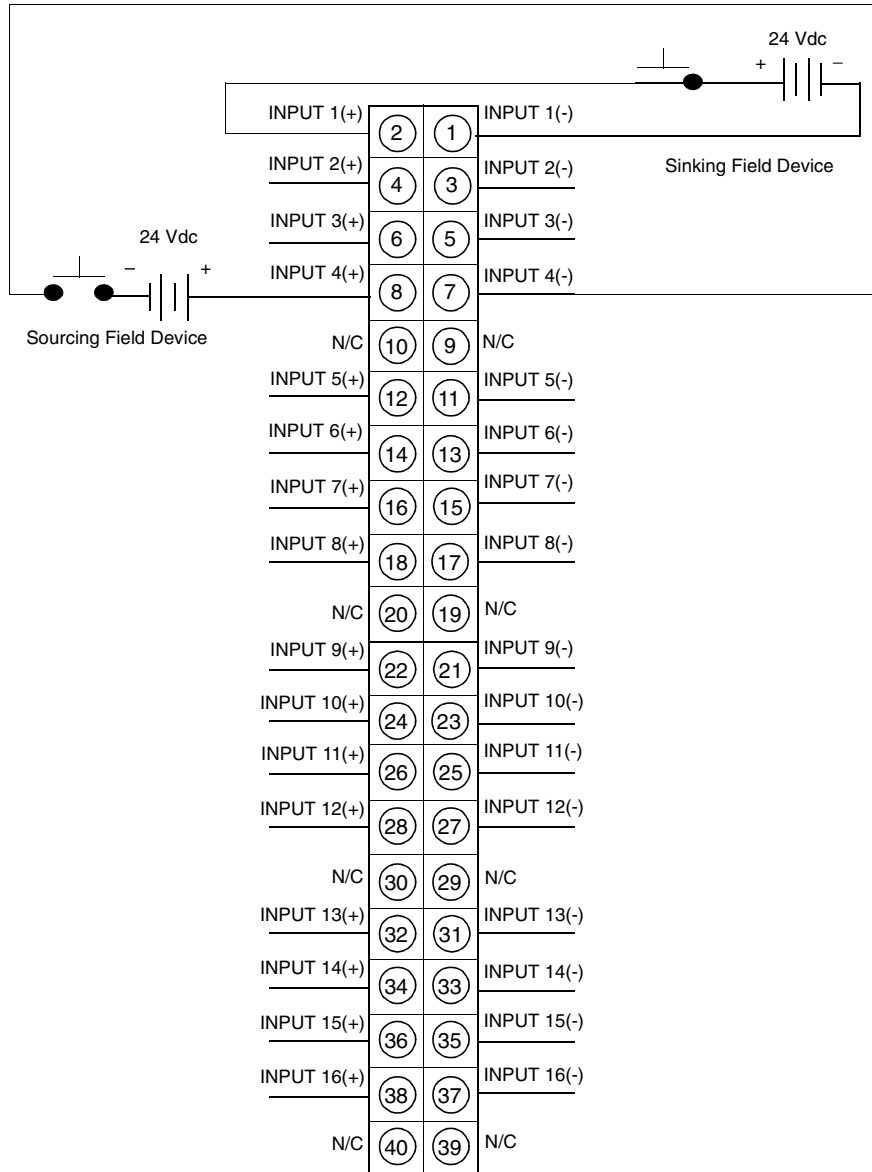 24 Vdc
+ –
INPUT 1(+) 2 1 INPUT 1(-)
Sinking Field Device
INPUT 2(+) 4 3 INPUT 2(-)
INPUT 3(+) 6 5 INPUT 3(-)
24 Vdc
– +
INPUT 4(+) 8 7 INPUT 4(-)
Sourcing Field Device
N/C 10 9 N/C
INPUT 5(+) 12 11 INPUT 5(-)
INPUT 6(+) 14 13 INPUT 6(-)
INPUT 7(+) 16 15 INPUT 7(-)
INPUT 8(+) 18 17 INPUT 8(-)
N/C 20 19 N/C
INPUT 9(+) 22 21 INPUT 9(-)
INPUT 10(+) 24 23 INPUT 10(-)
INPUT 11(+) 26 25 INPUT 11(-)
INPUT 12(+) 28 27 INPUT 12(-)
N/C 30 29 N/C
INPUT 13(+) 32 31 INPUT 13(-)
INPUT 14(+) 34 33 INPUT 14(-)
INPUT 15(+) 36 35 INPUT 15(-)
INPUT 16(+) 38 37 INPUT 16(-)
N/C 40 39 N/C